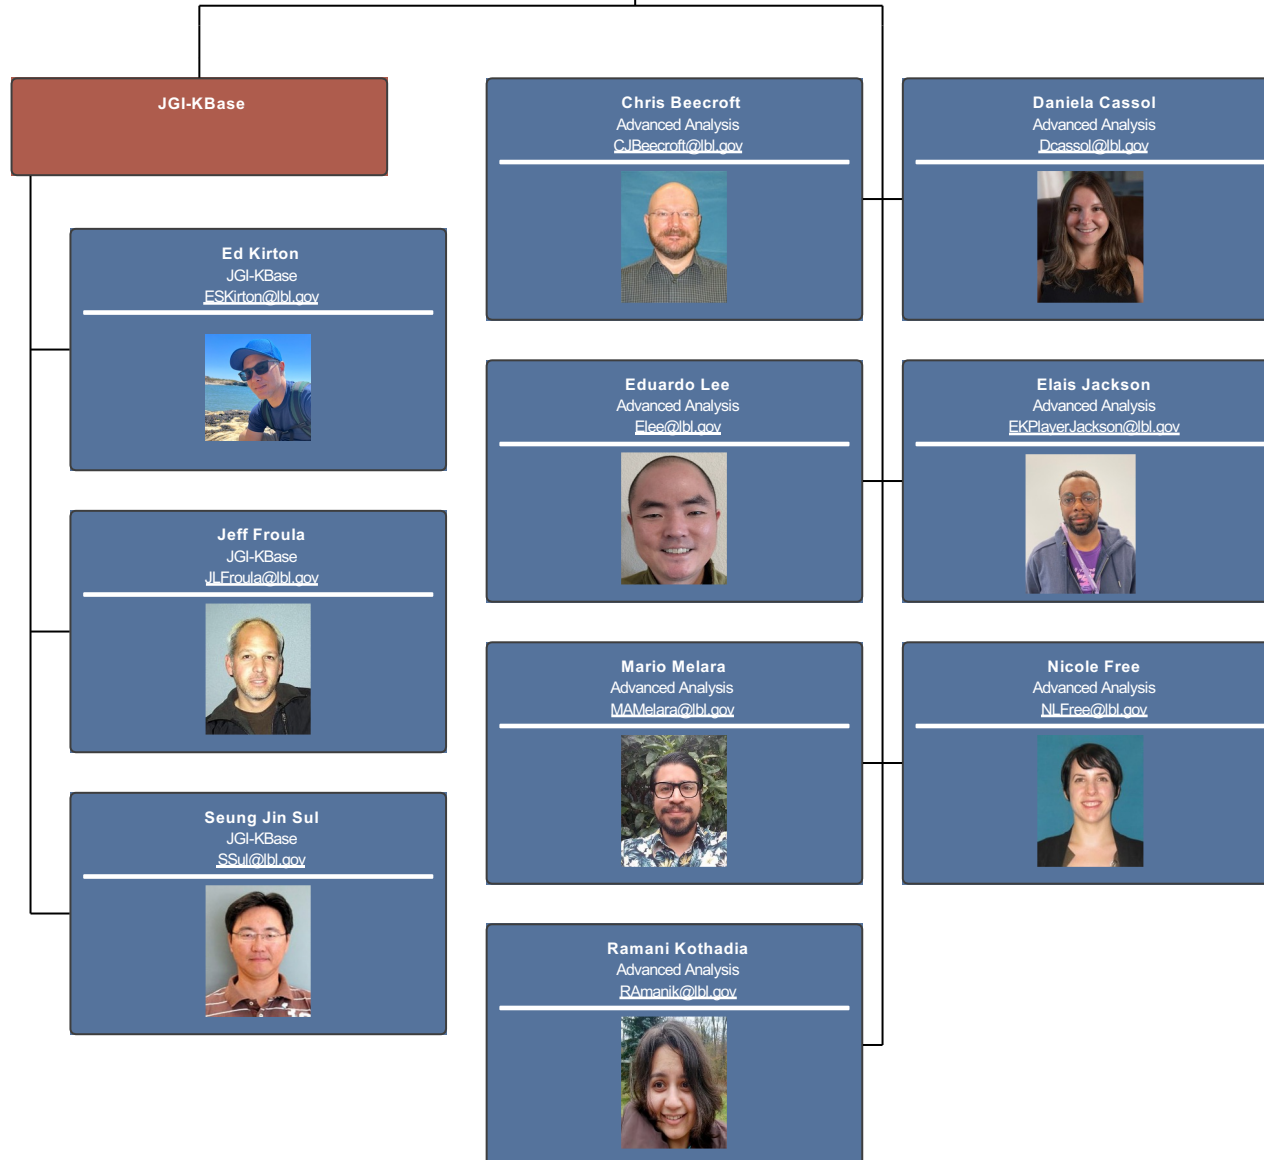 JGI-KBase
Ed Kirton
JGI-KBase
ESKirton@lbl.gov
Jeff Froula
JGI-KBase
JLFroula@lbl.gov
Seung Jin Sul
JGI-KBase
SSul@lbl.gov
Chris Beecroft
Advanced Analysis
CJBeecroft@lbl.gov
Daniela Cassol
Advanced Analysis
Dcassol@lbl.gov
Eduardo Lee
Advanced Analysis
Elee@lbl.gov
Elais Jackson
Advanced Analysis
EKPlayerJackson@lbl.gov
Mario Melara
Advanced Analysis
MAMelara@lbl.gov
Nicole Free
Advanced Analysis
NLFree@lbl.gov
Ramani Kothadia
Advanced Analysis
RAmanik@lbl.gov